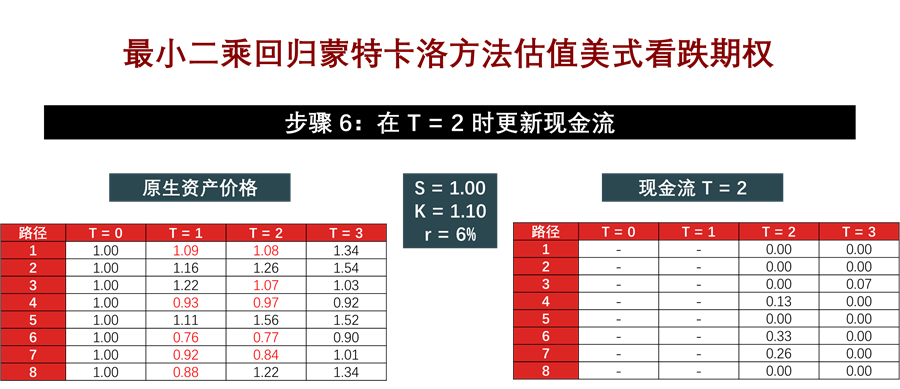 最小二乘回归蒙特卡洛方法估值美式看跌期权
步骤 6：在 T = 2 时更新现金流
原生资产价格
S = 1.00
K = 1.10
r = 6%
现金流 T = 2
路径 T = 0 T = 1 T = 2 T = 3
1 1.00 1.09 1.08 1.34
2 1.00 1.16 1.26 1.54
3 1.00 1.22 1.07 1.03
4 1.00 0.93 0.97 0.92
5 1.00 1.11 1.56 1.52
6 1.00 0.76 0.77 0.90
7 1.00 0.92 0.84 1.01
8 1.00 0.88 1.22 1.34
路径 T = 0 T = 1 T = 2 T = 3
1 - - 0.00 0.00
2 - - 0.00 0.00
3 - - 0.00 0.07
4 - - 0.13 0.00
5 - - 0.00 0.00
6 - - 0.33 0.00
7 - - 0.26 0.00
8 - - 0.00 0.00